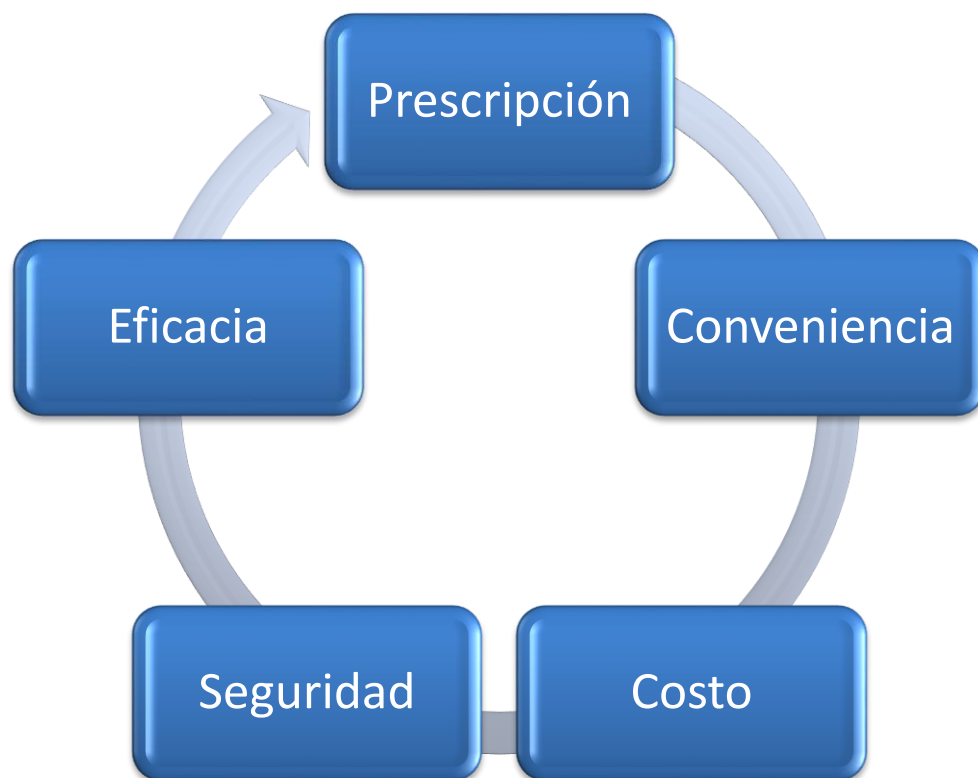 Prescripción
Conveniencia
Costo
Seguridad
Eficacia